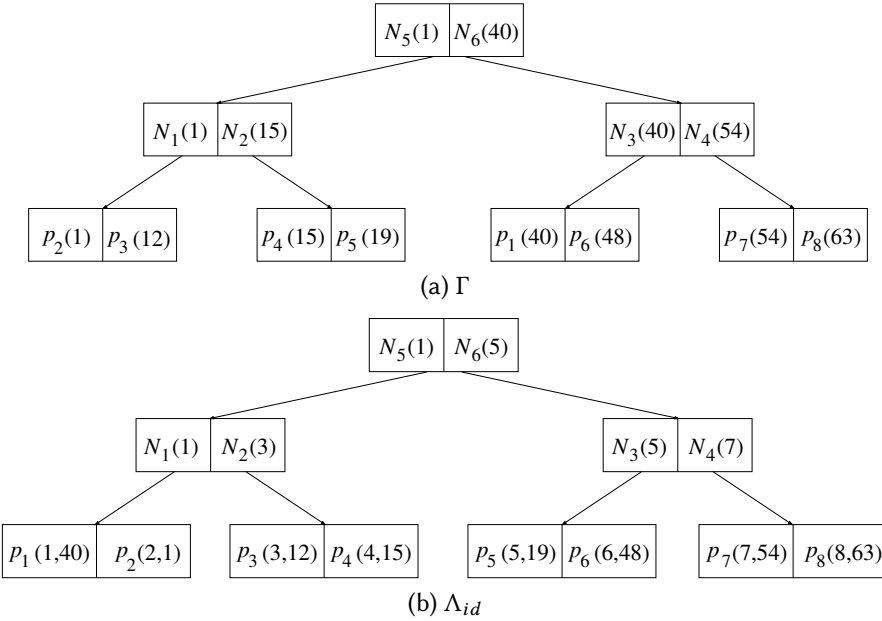 N₅(1) N₆(40)
N₁(1) N₂(15) N₃(40) N₄(54)
p₂(1) p₃(12) p₄(15) p₅(19) p₁(40) p₆(48) p₇(54) p₈(63)
(a) Γ
N₅(1) N₆(5)
N₁(1) N₂(3) N₃(5) N₄(7)
p₁(1,40) p₂(2,1) p₃(3,12) p₄(4,15) p₅(5,19) p₆(6,48) p₇(7,54) p₈(8,63)
(b) Λ_{id}